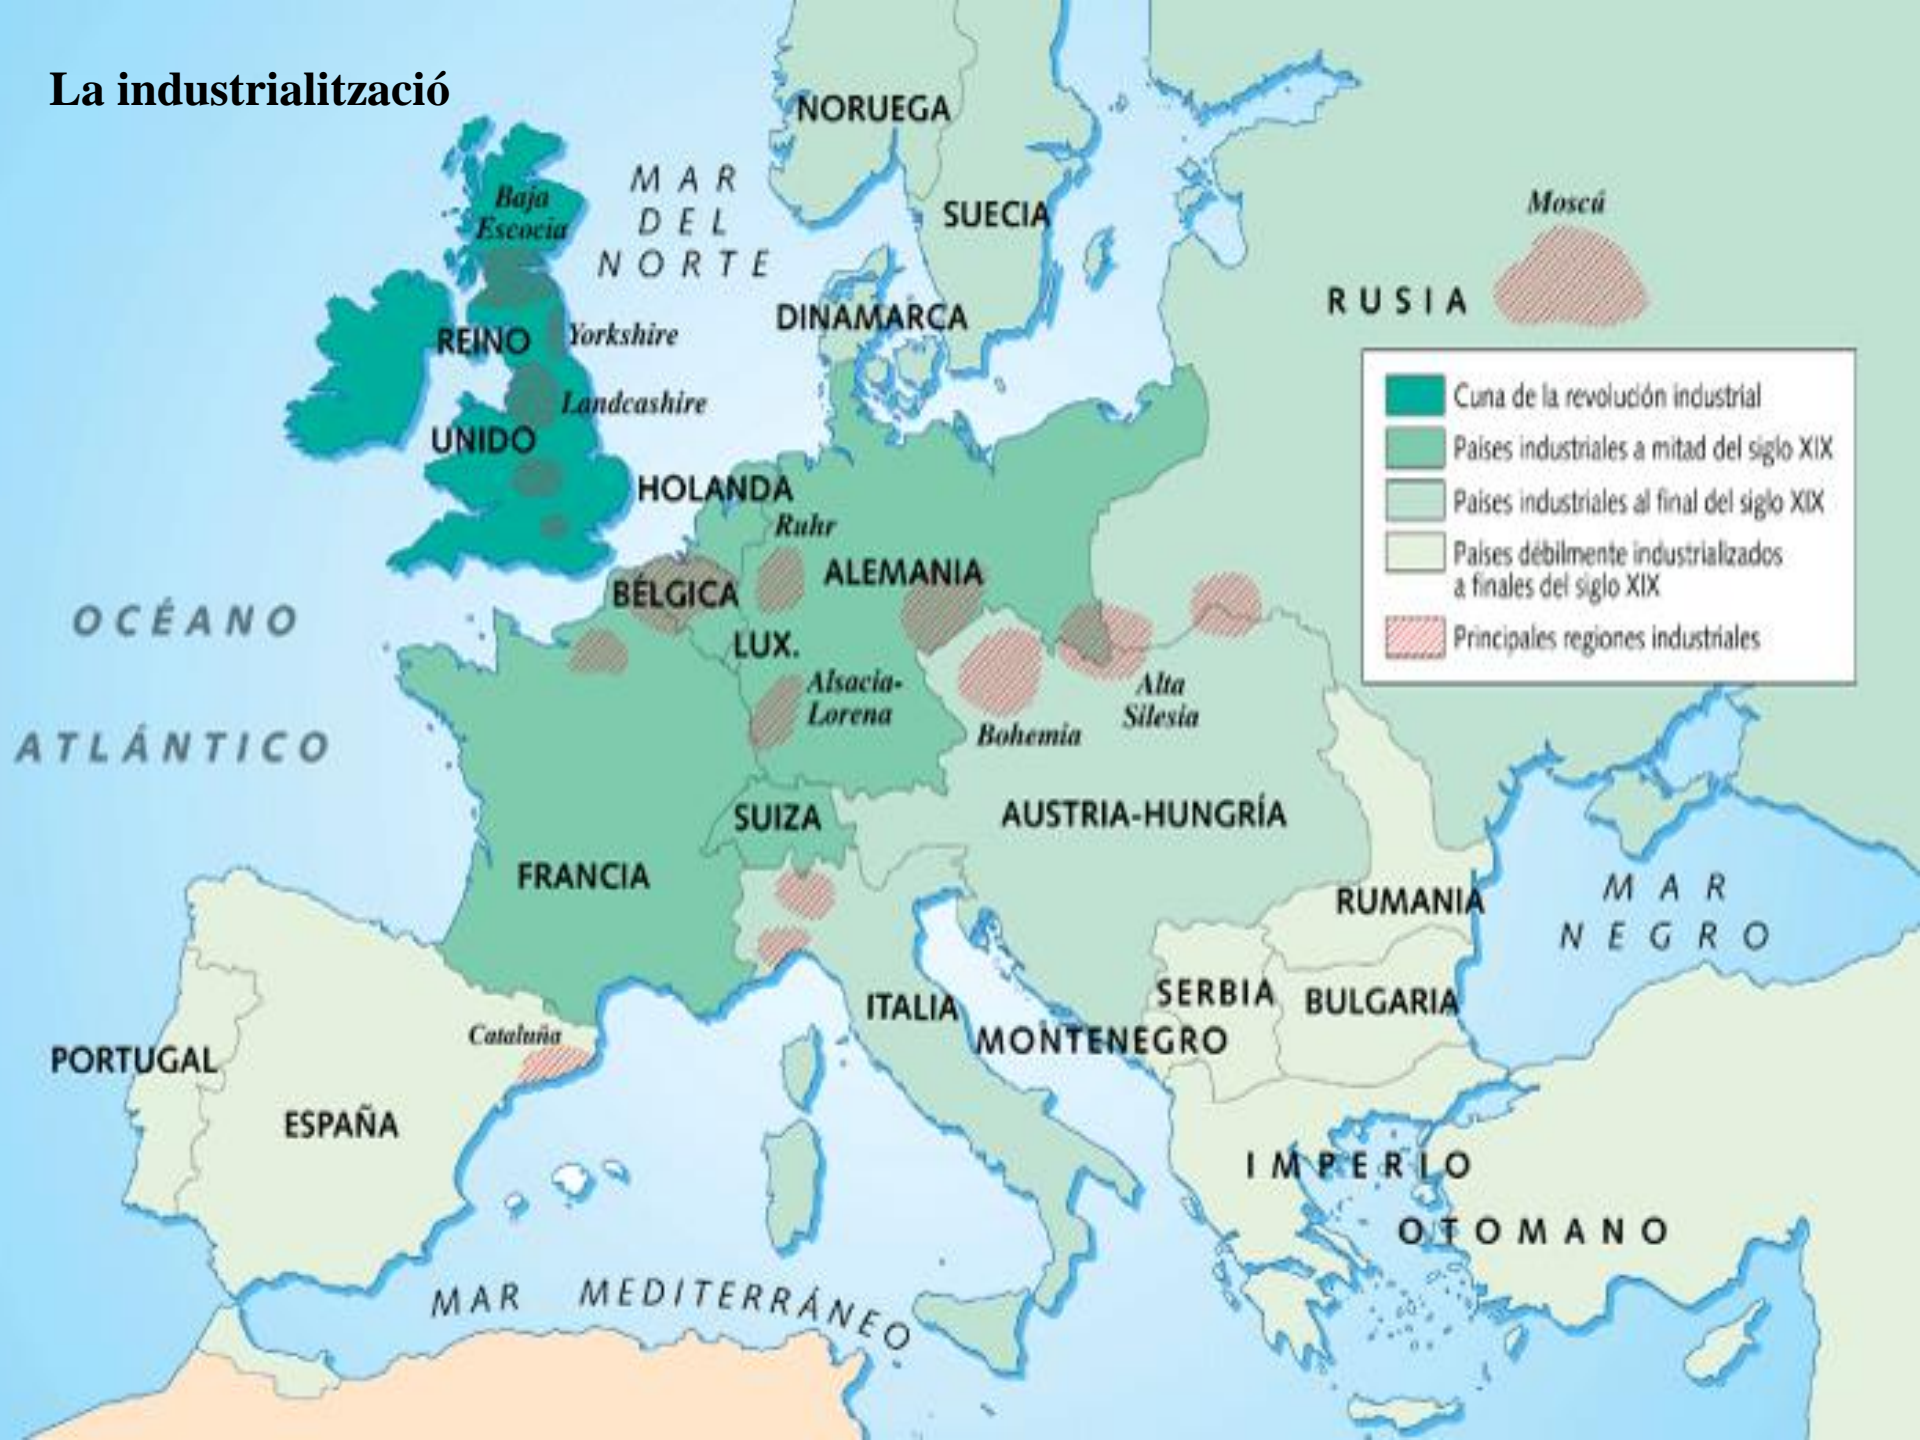 La industrialització
NORUEGA
MAR
DEL
NORTE
SUECIA
Baja
Escocia
Moscú
RUSIA
DINAMARCA
REINO
Yorkshire
Landcashire
UNIDO
HOLANDA
Ruhr
ALEMANIA
BÉLGICA
LUX.
Alsacia-
Lorena
Bohemia
Alta
Silesia
Cuna de la revolución industrial
Países industriales a mitad del siglo XIX
Países industriales al final del siglo XIX
Países débilmente industrializados
a finales del siglo XIX
Principales regiones industriales
OCÉANO
ATLÁNTICO
SUIZA
AUSTRIA-HUNGRÍA
FRANCIA
RUMANIA
MAR
NEGRO
ITALIA
SERBIA
BULGARIA
MONTENEGRO
Cataluña
PORTUGAL
ESPAÑA
IMPERIO
OTOMANO
MAR MEDITERRÁNEO